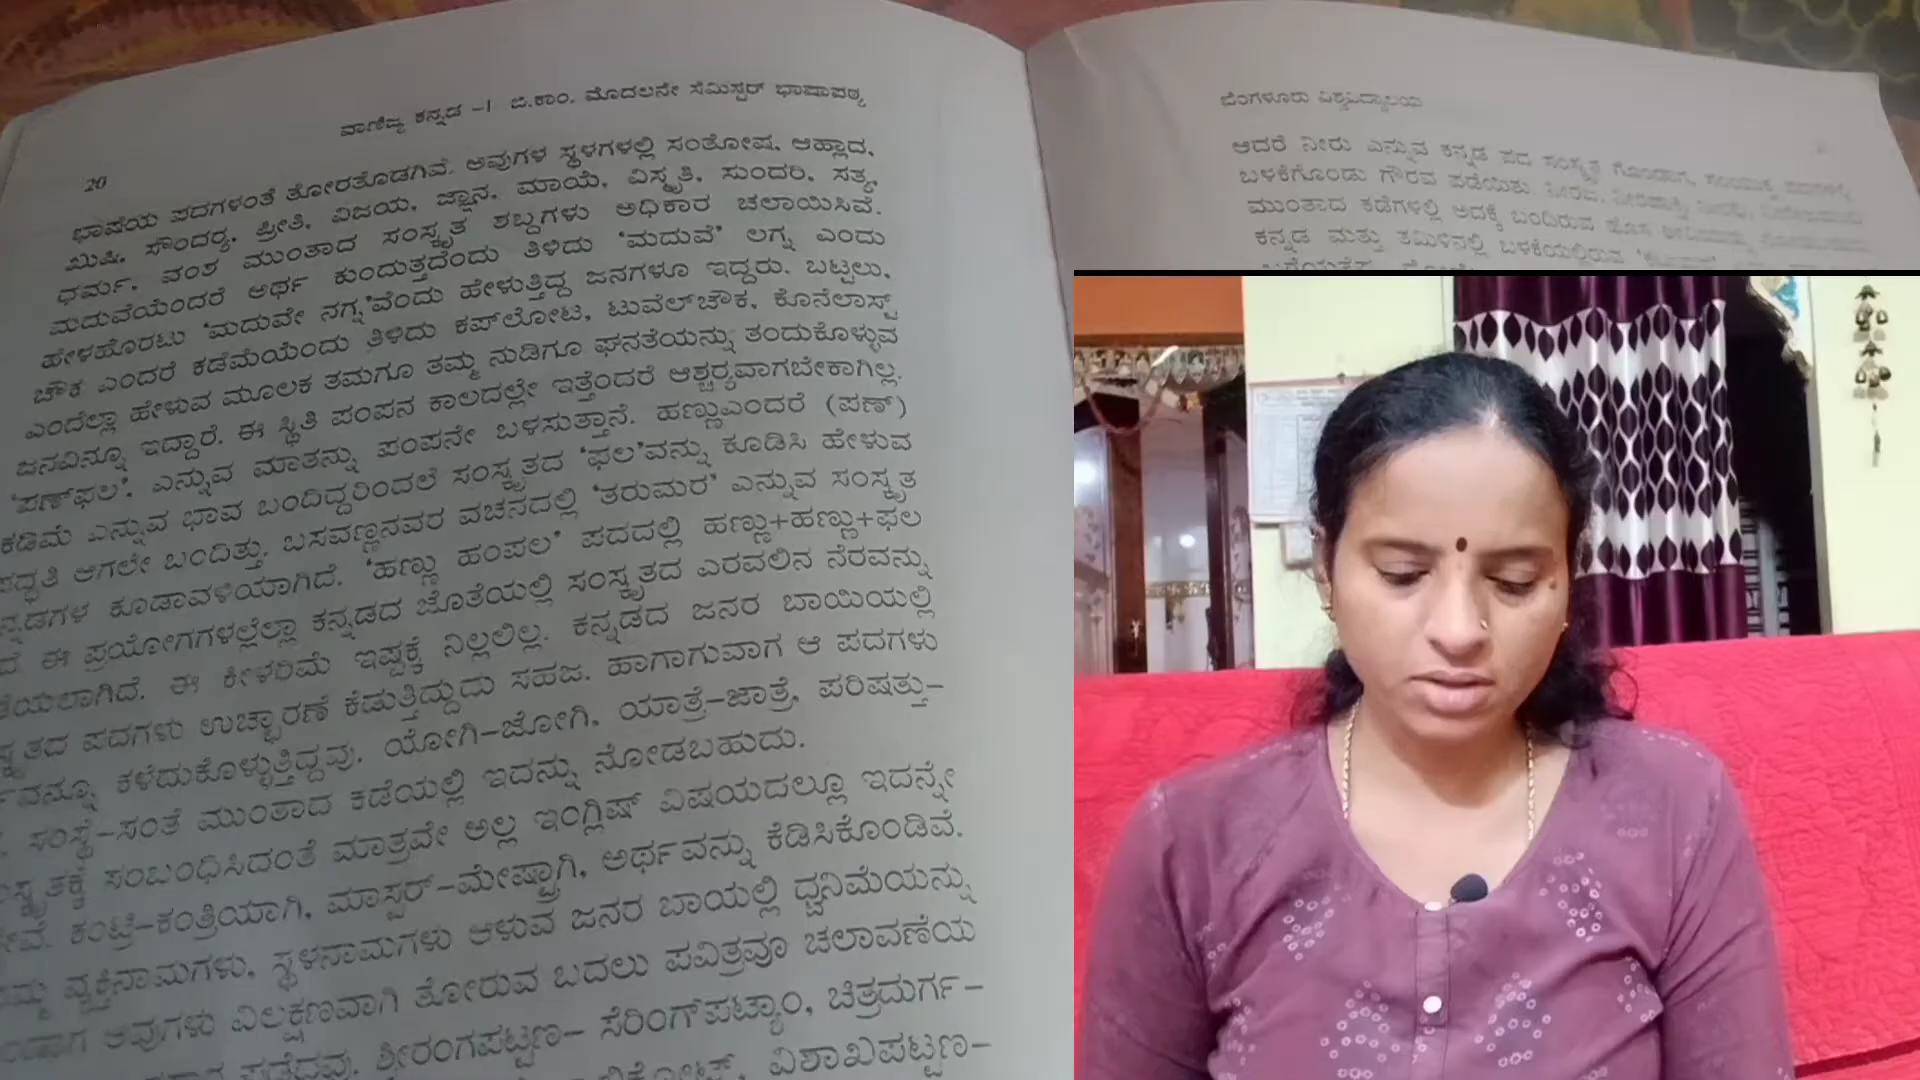 ವಾಣಿಜ್ಯ ಕನ್ನಡ –I ಬಿ.ಕಾಂ. ಮೊದಲನೇ ಸೆಮಿಸ್ಟರ್ ಭಾಷಾಪಠ್ಯ
20
ಭಾಷೆಯ ಪದಗಳಂತೆ ತೋರತೊಡಗಿವೆ. ಅವುಗಳ ಸ್ಥಳಗಳಲ್ಲಿ ಸಂತೋಷ, ಆಹ್ಲಾದ,
ಖುಷಿ, ಸೌಂದರ್‍ಯ, ಪ್ರೀತಿ, ವಿಜಯ, ಜ್ಞಾನ, ಮಾಯೆ, ವಿಸ್ಮೃತಿ, ಸುಂದರಿ, ಸತ್ಯ,
ಧರ್ಮ, ವಂಶ ಮುಂತಾದ ಸಂಸ್ಕೃತ ಶಬ್ದಗಳು ಅಧಿಕಾರ ಚಲಾಯಿಸಿವೆ.
ಮದುವೆಯೆಂದರೆ ಅರ್ಥ ಕುಂದುತ್ತದೆಂದು ತಿಳಿದು ‘ಮದುವೆ’ ಲಗ್ನ ಎಂದು
ಹೇಳಹೊರಟು ‘ಮದುವೇ ನಗ್ನ’ವೆಂದು ಹೇಳುತ್ತಿದ್ದ ಜನಗಳೂ ಇದ್ದರು. ಬಟ್ಟಲು,
ಚೌಕ ಎಂದರೆ ಕಡೆಮೆಯೆಂದು ತಿಳಿದು ಕಪ್‌ಲೋಟ, ಟುವೆಲ್‌ಚೌಕ, ಕೊನೆಲಾಸ್ಟ್
ಎಂದೆಲ್ಲಾ ಹೇಳುವ ಮೂಲಕ ತಮಗೂ ತಮ್ಮ ನುಡಿಗೂ ಘನತೆಯನ್ನು ತಂದುಕೊಳ್ಳುವ
ಜನವಿನ್ನೂ ಇದ್ದಾರೆ. ಈ ಸ್ಥಿತಿ ಪಂಪನ ಕಾಲದಲ್ಲೇ ಇತ್ತೆಂದರೆ ಆಶ್ಚರ್‍ಯವಾಗಬೇಕಾಗಿಲ್ಲ.
‘ಪಣ್‌ಫಲ’. ಎನ್ನುವ ಮಾತನ್ನು ಪಂಪನೇ ಬಳಸುತ್ತಾನೆ. ಹಣ್ಣುಎಂದರೆ (ಪಣ್)
ಕಡಿಮೆ ಎನ್ನುವ ಭಾವ ಬಂದಿದ್ದರಿಂದಲೆ ಸಂಸ್ಕೃತದ ‘ಫಲ’ವನ್ನು ಕೂಡಿಸಿ ಹೇಳುವ
ಪದ್ಧತಿ ಆಗಲೇ ಬಂದಿತ್ತು. ಬಸವಣ್ಣನವರ ವಚನದಲ್ಲಿ ‘ತರುಮರ’ ಎನ್ನುವ ಸಂಸ್ಕೃತ
ಕೂಡಾವಳಿಯಾಗಿದೆ. ‘ಹಣ್ಣು ಹಂಪಲ’ ಪದದಲ್ಲಿ ಹಣ್ಣು+ಹಣ್ಣು+ಫಲ
ಈ ಪ್ರಯೋಗಗಳಲ್ಲೆಲ್ಲಾ ಕನ್ನಡದ ಜೊತೆಯಲ್ಲಿ ಸಂಸ್ಕೃತದ ಎರವಲಿನ ನೆರವನ್ನು
ಈ ಕೀಳರಿಮೆ ಇಷ್ಟಕ್ಕೆ ನಿಲ್ಲಲಿಲ್ಲ. ಕನ್ನಡದ ಜನರ ಬಾಯಿಯಲ್ಲಿ
ಪದಗಳು ಉಚ್ಚಾರಣೆ ಕೆಡುತ್ತಿದ್ದುದು ಸಹಜ. ಹಾಗಾಗುವಾಗ ಆ ಪದಗಳು
ಕಳೆದುಕೊಳ್ಳುತ್ತಿದ್ದವು. ಯೋಗಿ–ಜೋಗಿ, ಯಾತ್ರೆ–ಜಾತ್ರೆ, ಪರಿಷತ್ತು–
ಸಂಸ್ಥೆ–ಸಂತೆ ಮುಂತಾದ ಕಡೆಯಲ್ಲಿ ಇದನ್ನು ನೋಡಬಹುದು.
ಸಂಬಂಧಿಸಿದಂತೆ ಮಾತ್ರವೇ ಅಲ್ಲ ಇಂಗ್ಲಿಷ್ ವಿಷಯದಲ್ಲೂ ಇದನ್ನೇ
ಕಂಟ್ರಿ–ಕಂತ್ರಿಯಾಗಿ, ಮಾಸ್ಟರ್–ಮೇಷ್ಟ್ರಾಗಿ, ಅರ್ಥವನ್ನು ಕೆಡಿಸಿಕೊಂಡಿವೆ.
ವ್ಯಕ್ತಿನಾಮಗಳು, ಸ್ಥಳನಾಮಗಳು ಆಳುವ ಜನರ ಬಾಯಲ್ಲಿ ಧ್ವನಿಮೆಯನ್ನು
ಅವುಗಳು ವಿಲಕ್ಷಣವಾಗಿ ತೋರುವ ಬದಲು ಪವಿತ್ರವೂ ಚಲಾವಣೆಯ
ಪಡೆದವು. ಶ್ರೀರಂಗಪಟ್ಟಣ– ಸೆರಿಂಗ್‌ಪಟ್ಯಾಂ, ಚಿತ್ರದುರ್ಗ–
ವಿಶಾಖಪಟ್ಟಣ–
ಬೆಂಗಳೂರು ವಿಶ್ವವಿದ್ಯಾಲಯ
ಆದರೆ ನೀರು ಎನ್ನುವ ಕನ್ನಡ ಪದ ಸಂಸ್ಕೃತ
ಬಳಕೆಗೊಂಡು ಗೌರವ ಪಡೆಯಿತು.
ಮುಂತಾದ ಕಡೆಗಳಲ್ಲಿ ಅದಕ್ಕೆ ಬಂದಿರುವ ಹೊಸ
ಕನ್ನಡ ಮತ್ತು ತಮಿಳಿನಲ್ಲಿ ಬಳಕೆಯಲ್ಲಿರುವ